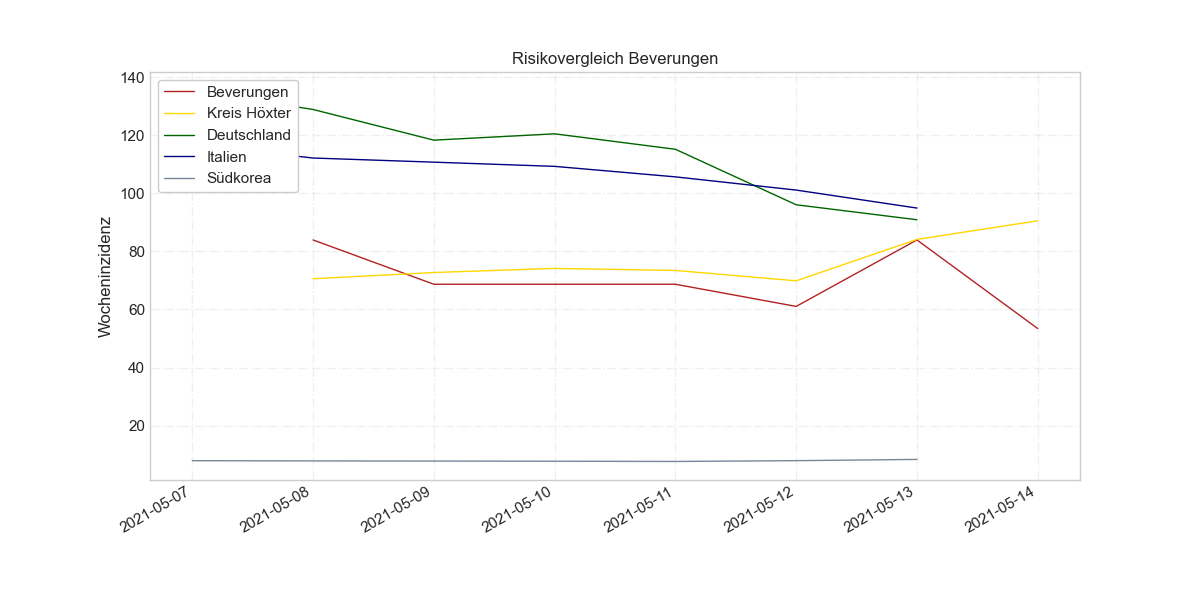 Risikovergleich Beverungen
Wocheninzidenz
140
120
100
80
60
40
20
Beverungen
Kreis Höxter
Deutschland
Italien
Südkorea
2021-05-07
2021-05-08
2021-05-09
2021-05-10
2021-05-11
2021-05-12
2021-05-13
2021-05-14